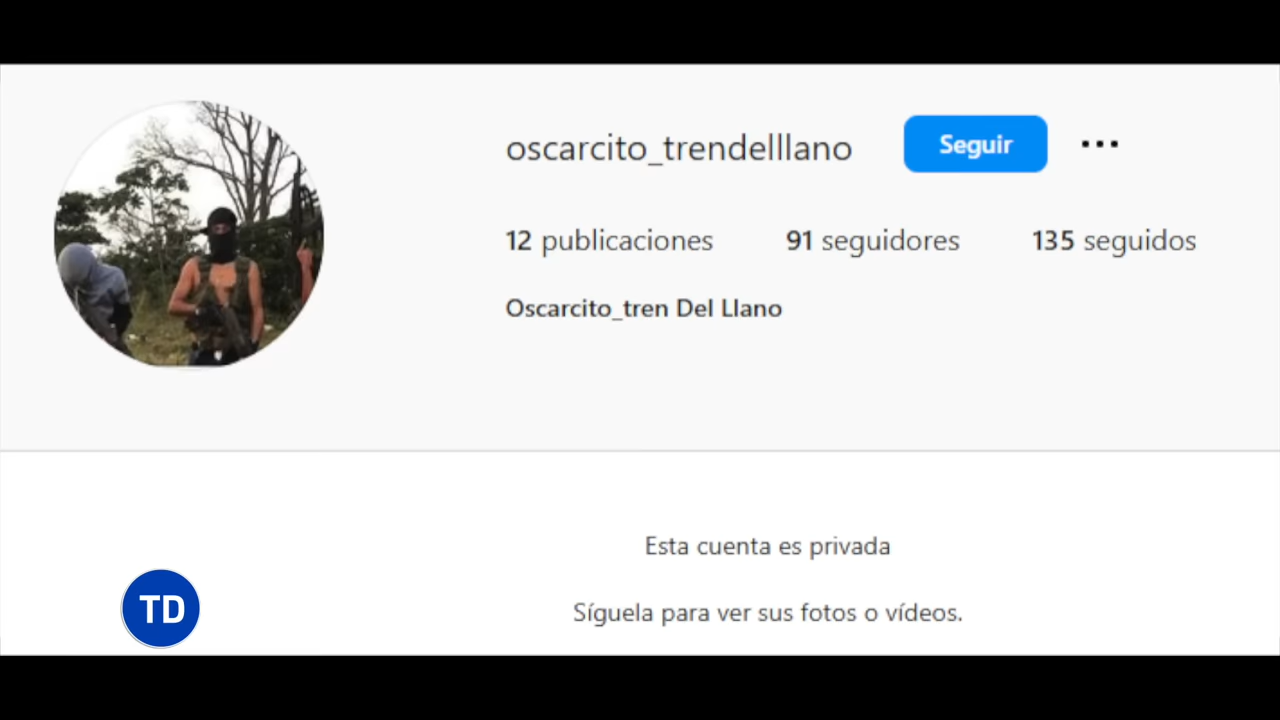 oscarcito_trendelllano
Seguir
12 publicaciones 91 seguidores 135 seguidos
Oscarcito_tren Del Llano
Esta cuenta es privada
Síguela para ver sus fotos o vídeos.
TD